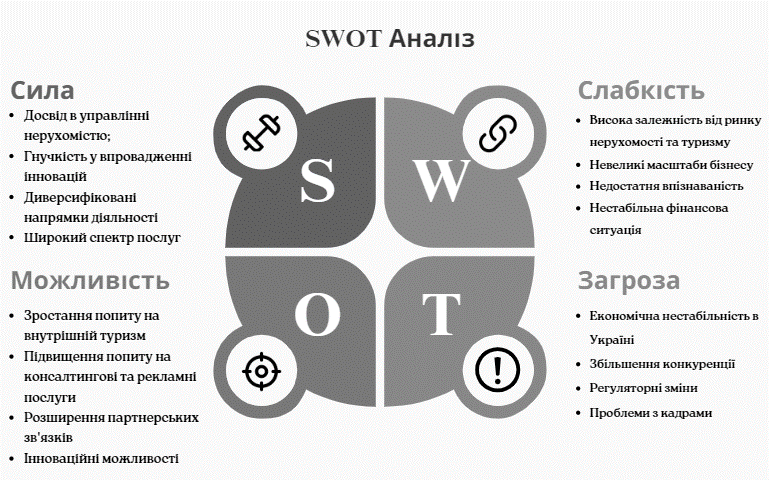 SWOT Аналіз
Сила
• Досвід в управлінні
нерухомістю;
• Гнучкість у впровадженні
інновацій
• Диверсифіковані
напрямки діяльності
• Широкий спектр послуг
Слабкість
• Висока залежність від ринку
нерухомості та туризму
• Невеликі масштаби бізнесу
• Недостатня впізнаваність
• Нестабільна фінансова
ситуація
S
W
O
T
Можливість
• Зростання попиту на
внутрішній туризм
• Підвищення попиту на
консалтингові та рекламні
послуги
• Розширення партнерських
зв'язків
• Інноваційні можливості
Загроза
• Економічна нестабільність в
Україні
• Збільшення конкуренції
• Регуляторні зміни
• Проблеми з кадрами